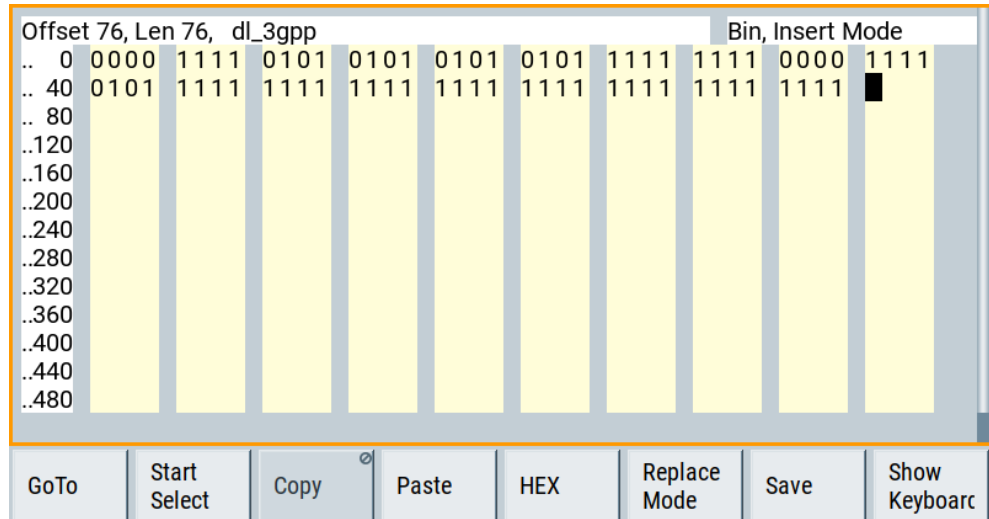 Offset 76, Len 76, dl_3gpp Bin, Insert Mode
.. 0 0000 1111 0101 0101 0101 0101 1111 1111 0000 1111
.. 40 0101 1111 1111 1111 1111 1111 1111 1111 1111
.. 80
..120
..160
..200
..240
..280
..320
..360
..400
..440
..480
GoTo Start Select Copy Paste HEX Replace Mode Save Show Keyboarc